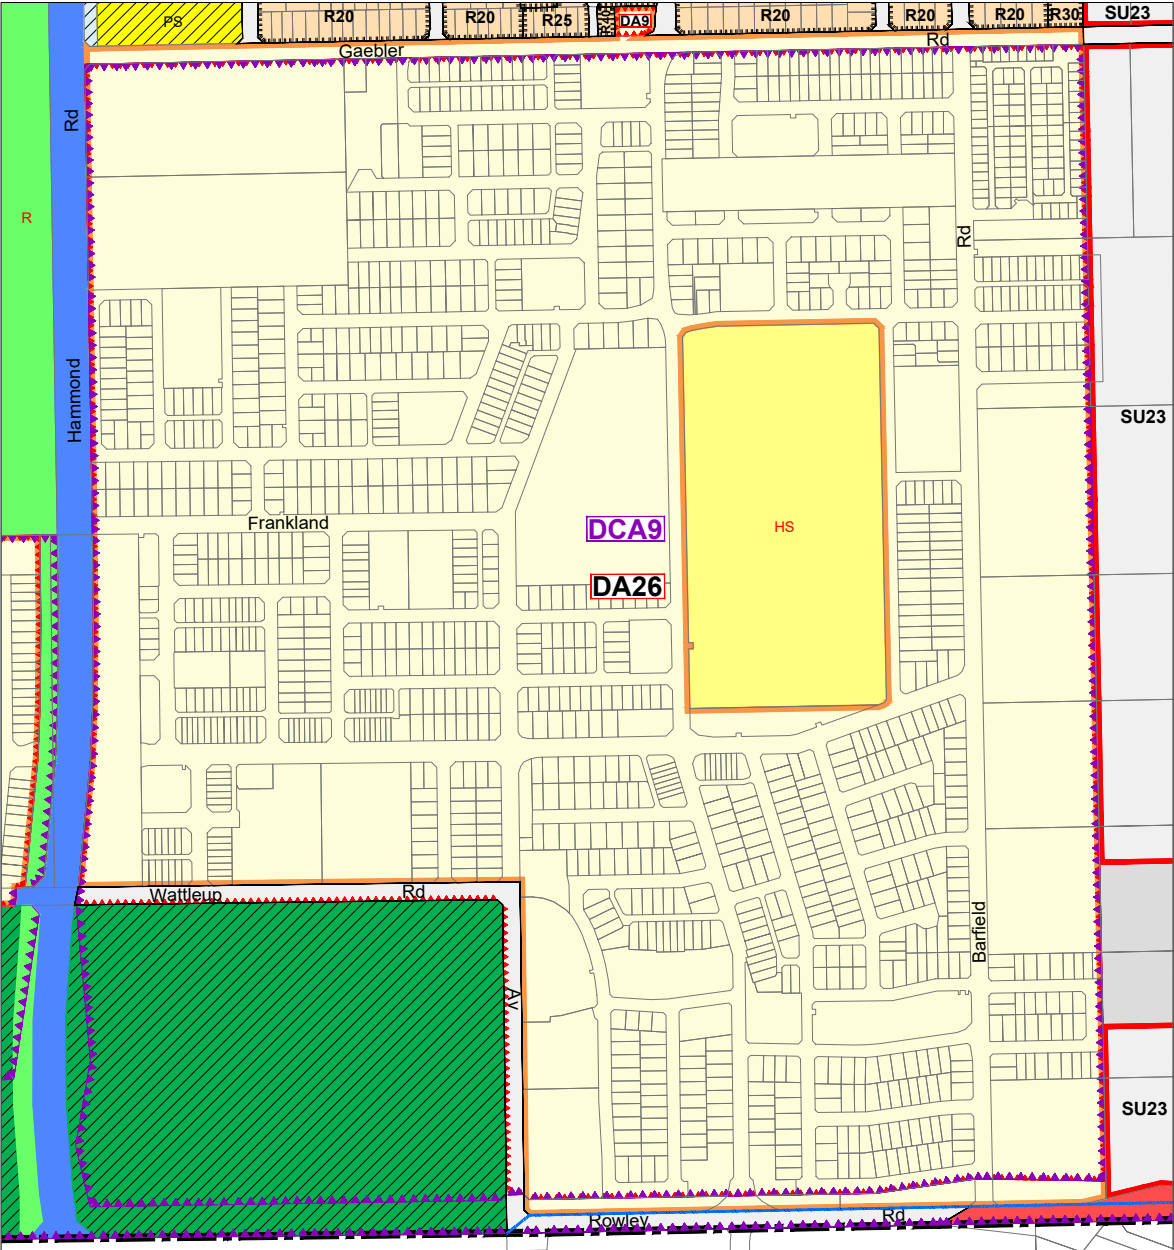 PS
R20
R20
R25
R40
DA9
R20
R20
R20
R30
SU23
Gaebler
Rd
Rd
R
Rd
Hammond
SU23
Frankland
DCA9
HS
DA26
Wattleup
Rd
Barfield
Av
SU23
Rowley
Rd